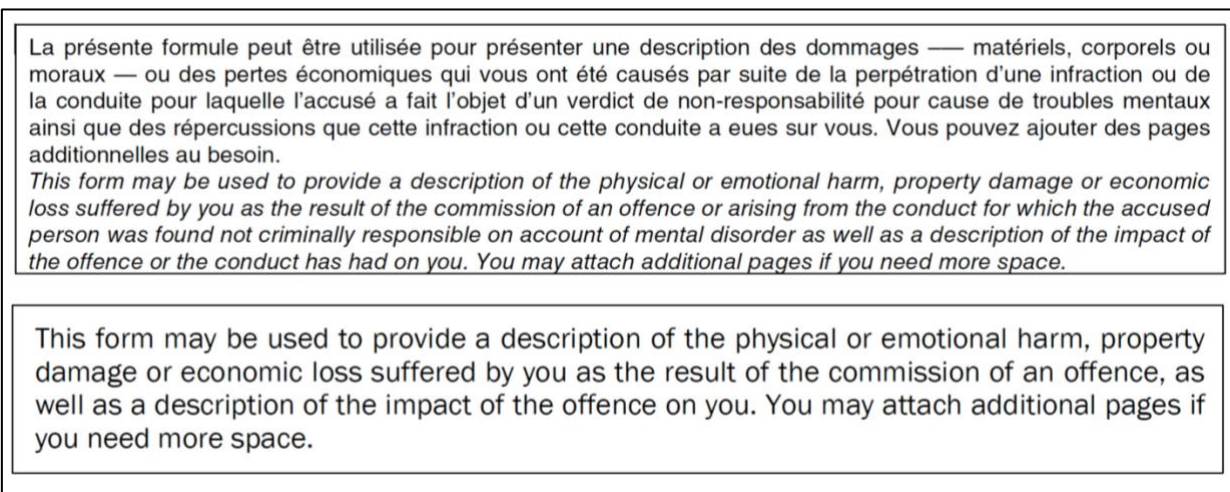 La présente formule peut être utilisée pour présenter une description des dommages –— matériels, corporels ou
moraux — ou des pertes économiques qui vous ont été causés par suite de la perpétration d'une infraction ou de
la conduite pour laquelle l'accusé a fait l'objet d'un verdict de non-responsabilité pour cause de troubles mentaux
ainsi que des répercussions que cette infraction ou cette conduite a eues sur vous. Vous pouvez ajouter des pages
additionnelles au besoin.
This form may be used to provide a description of the physical or emotional harm, property damage or economic
loss suffered by you as the result of the commission of an offence or arising from the conduct for which the accused
person was found not criminally responsible on account of mental disorder as well as a description of the impact of
the offence or the conduct has had on you. You may attach additional pages if you need more space.
This form may be used to provide a description of the physical or emotional harm, property
damage or economic loss suffered by you as the result of the commission of an offence, as
well as a description of the impact of the offence on you. You may attach additional pages if
you need more space.